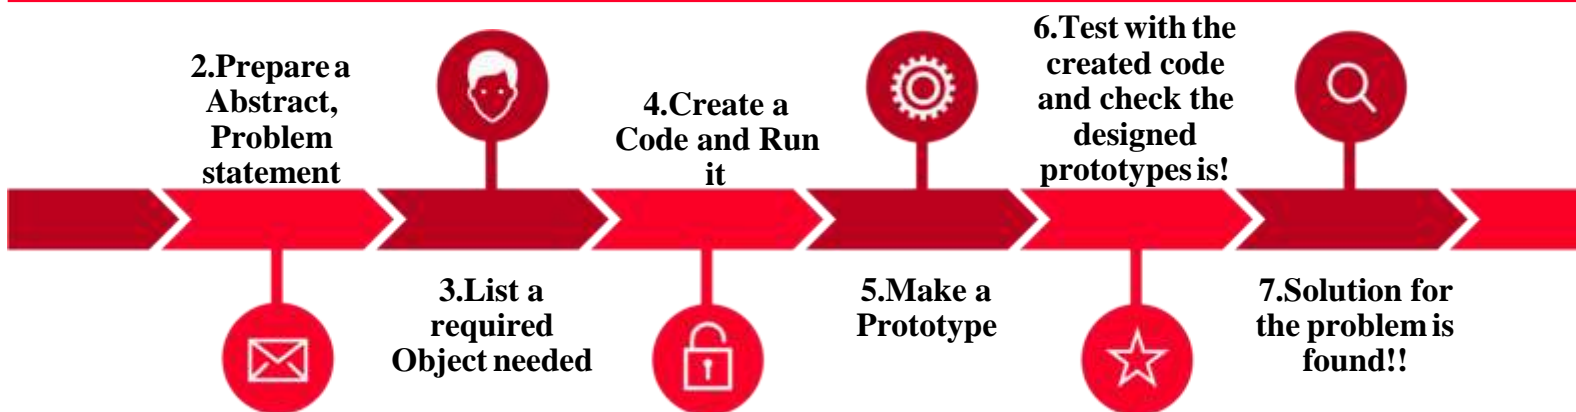 2.Prepare a
Abstract,
Problem
statement
3.List a
required
Object needed
4.Create a
Code and Run
it
5.Make a
Prototype
6.Test with the
created code
and check the
designed
prototypes is!
7.Solution for
the problem is
found!!